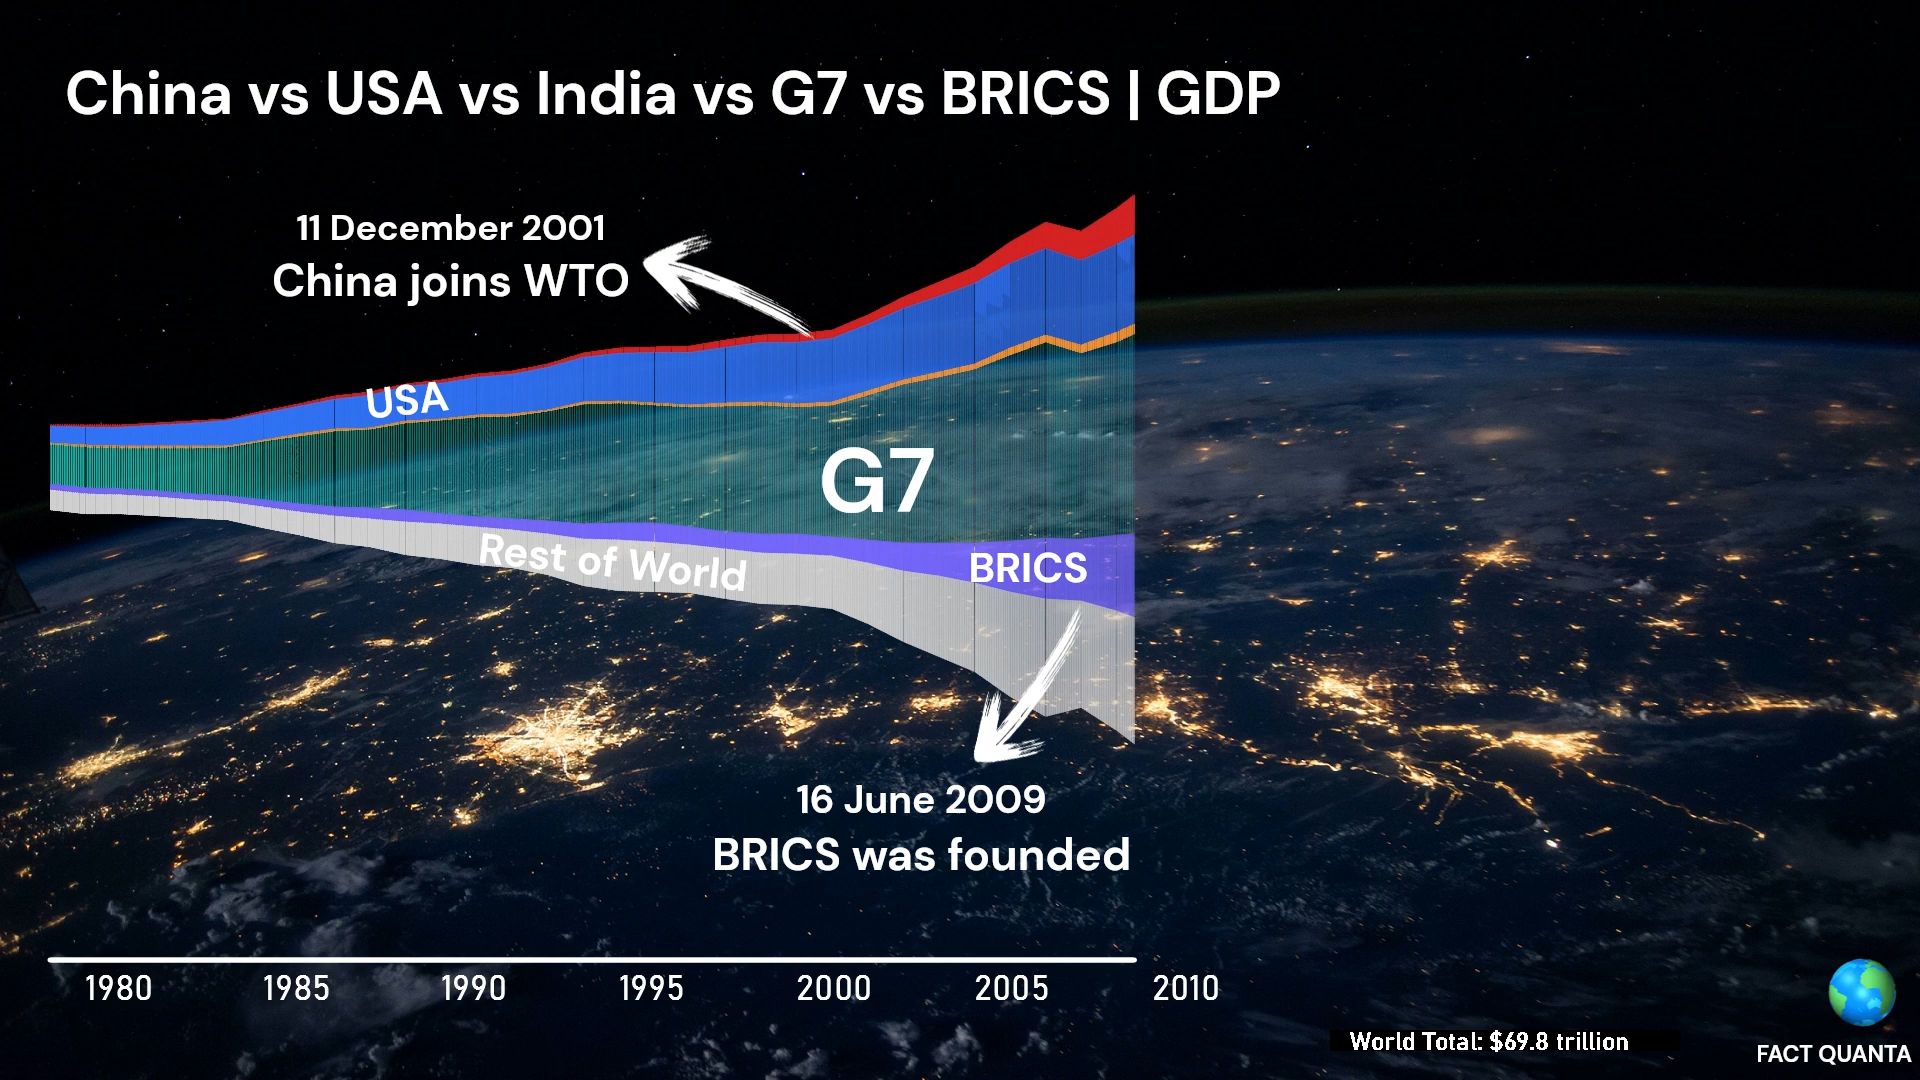 China vs USA vs India vs G7 vs BRICS | GDP
11 December 2001
China joins WTO
USA
G7
Rest of World
BRICS
16 June 2009
BRICS was founded
1980 1985 1990 1995 2000 2005 2010
World Total: $69.8 trillion
FACT QUANTA